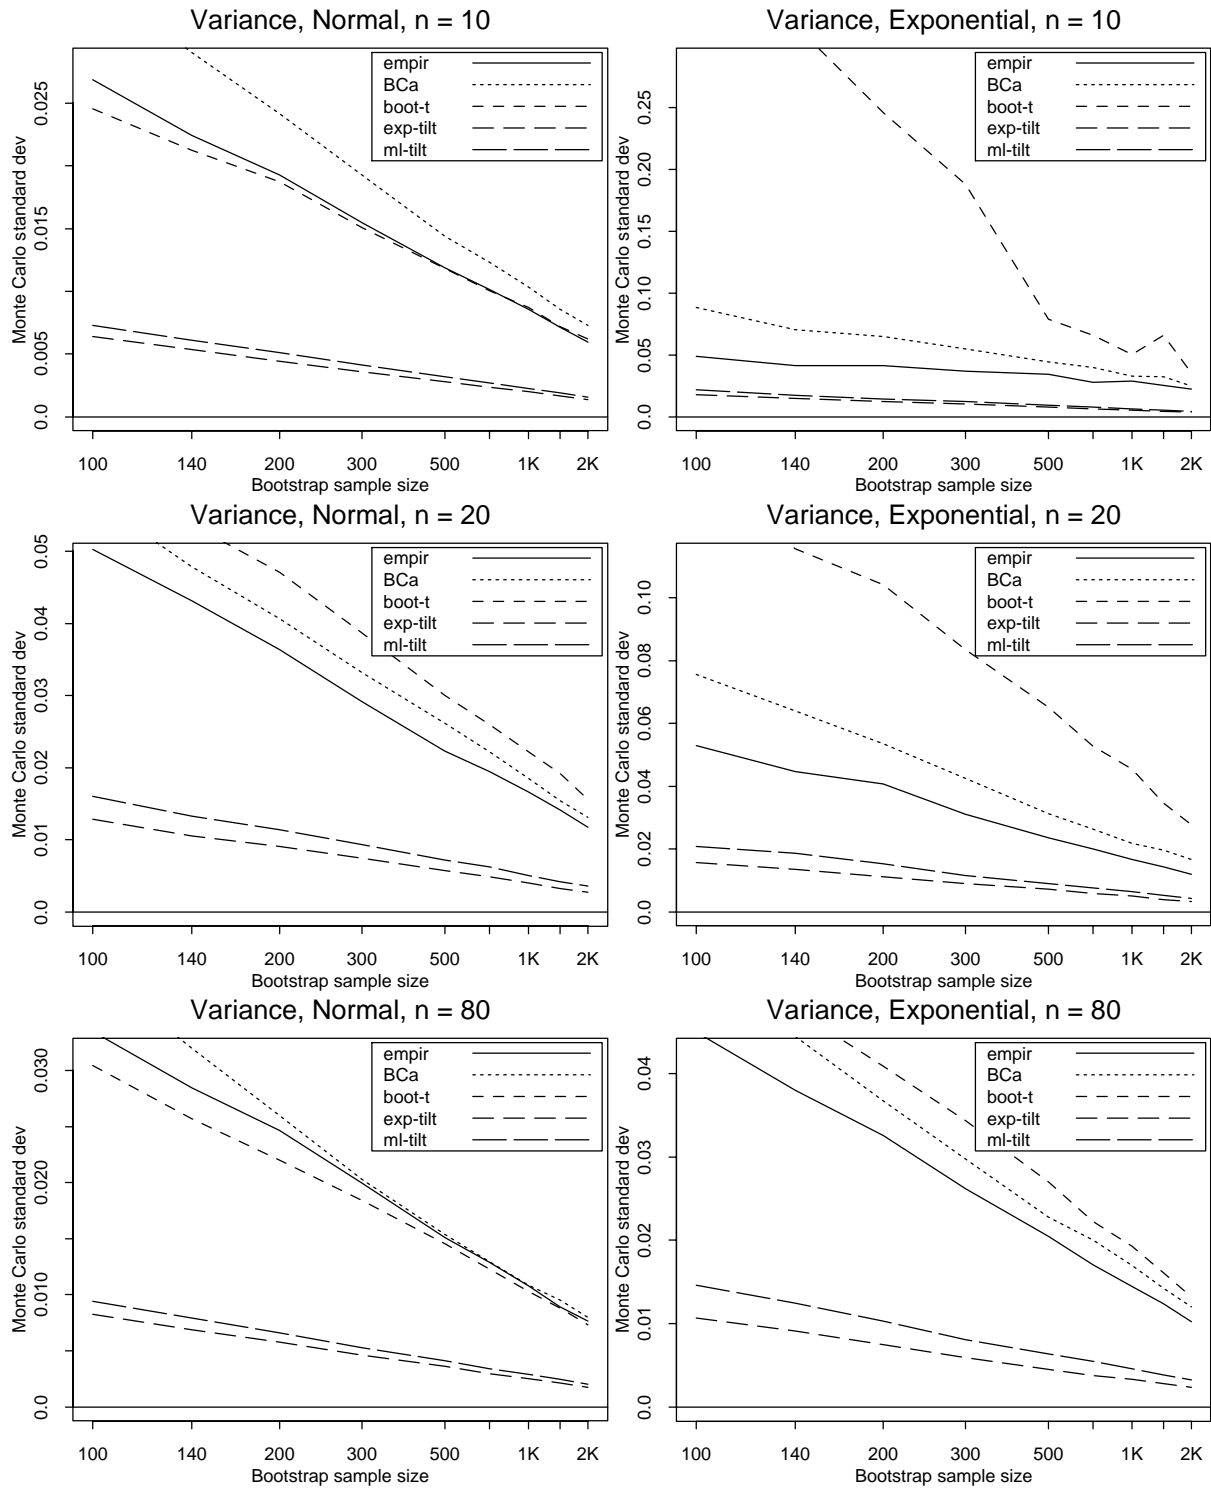 Variance, Normal, n = 10
Monte Carlo standard dev
0.025
0.015
0.005
0.0
empir
BCa
boot-t
exp-tilt
ml-tilt
100 140 200 300 500 1K 2K
Bootstrap sample size
Variance, Exponential, n = 10
Monte Carlo standard dev
0.25
0.20
0.15
0.10
0.05
0.0
empir
BCa
boot-t
exp-tilt
ml-tilt
100 140 200 300 500 1K 2K
Bootstrap sample size
Variance, Normal, n = 20
Monte Carlo standard dev
0.05
0.04
0.03
0.02
0.01
0.0
empir
BCa
boot-t
exp-tilt
ml-tilt
100 140 200 300 500 1K 2K
Bootstrap sample size
Variance, Exponential, n = 20
Monte Carlo standard dev
0.10
0.08
0.06
0.04
0.02
0.0
empir
BCa
boot-t
exp-tilt
ml-tilt
100 140 200 300 500 1K 2K
Bootstrap sample size
Variance, Normal, n = 80
Monte Carlo standard dev
0.030
0.020
0.010
0.0
empir
BCa
boot-t
exp-tilt
ml-tilt
100 140 200 300 500 1K 2K
Bootstrap sample size
Variance, Exponential, n = 80
Monte Carlo standard dev
0.04
0.03
0.02
0.01
0.0
empir
BCa
boot-t
exp-tilt
ml-tilt
100 140 200 300 500 1K 2K
Bootstrap sample size